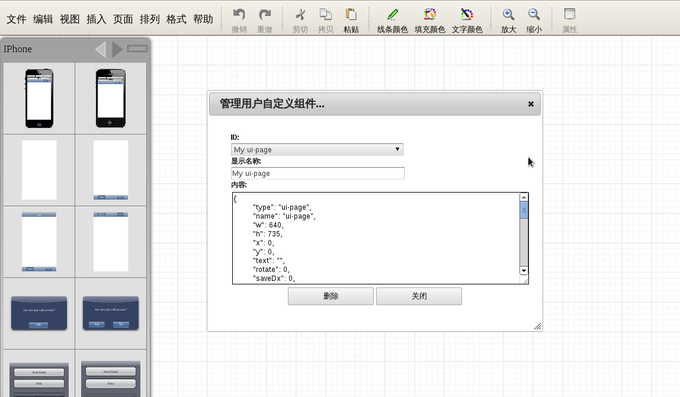 文件 编辑 视图 插入 页面 排列 格式 帮助
撤销 重做 剪切 拷贝 粘贴 线条颜色 填充颜色 文字颜色 放大 缩小 属性
IPhone
管理用户自定义组件...
ID:
My ui-page
显示名称:
My ui-page
内容:
{
"type": "ui-page",
"name": "ui-page",
"w": 640,
"h": 735,
"x": 0,
"y": 0,
"text": "",
"rotate": 0,
"saveDx": 0,
删除 关闭